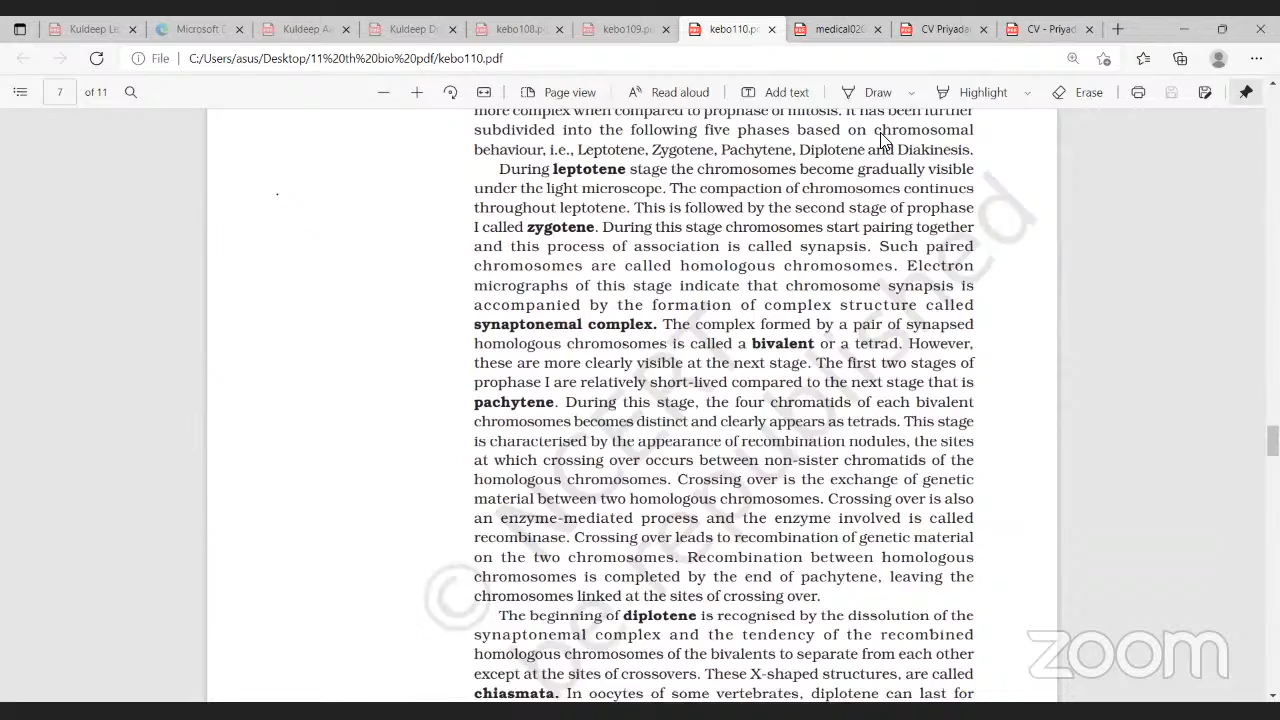 Kuldeep Lis
Microsoft E
Kuldeep Aa
Kuldeep D
kebo108.p
kebo109.pd
kebo110.pd
medical020
CV Priyadar
CV - Priyad
File C:/Users/asus/Desktop/11%20th%20bio%20pdf/kebo110.pdf
7 of 11 Page view Read aloud Add text Draw Highlight Erase
more complex when compared to prophase of mitosis. It has been further
subdivided into the following five phases based on chromosomal
behaviour, i.e., Leptotene, Zygotene, Pachytene, Diplotene and Diakinesis.
During leptotene stage the chromosomes become gradually visible
under the light microscope. The compaction of chromosomes continues
throughout leptotene. This is followed by the second stage of prophase
I called zygotene. During this stage chromosomes start pairing together
and this process of association is called synapsis. Such paired
chromosomes are called homologous chromosomes. Electron
micrographs of this stage indicate that chromosome synapsis is
accompanied by the formation of complex structure called
synaptonemal complex. The complex formed by a pair of synapsed
homologous chromosomes is called a bivalent or a tetrad. However,
these are more clearly visible at the next stage. The first two stages of
prophase I are relatively short-lived compared to the next stage that is
pachytene. During this stage, the four chromatids of each bivalent
chromosomes becomes distinct and clearly appears as tetrads. This stage
is characterised by the appearance of recombination nodules, the sites
at which crossing over occurs between non-sister chromatids of the
homologous chromosomes. Crossing over is the exchange of genetic
material between two homologous chromosomes. Crossing over is also
an enzyme-mediated process and the enzyme involved is called
recombinase. Crossing over leads to recombination of genetic material
on the two chromosomes. Recombination between homologous
chromosomes is completed by the end of pachytene, leaving the
chromosomes linked at the sites of crossing over.
The beginning of diplotene is recognised by the dissolution of the
synaptonemal complex and the tendency of the recombined
homologous chromosomes of the bivalents to separate from each other
except at the sites of crossovers. These X-shaped structures, are called
chiasmata. In oocytes of some vertebrates, diplotene can last for
© NCERT
be republished
zoom